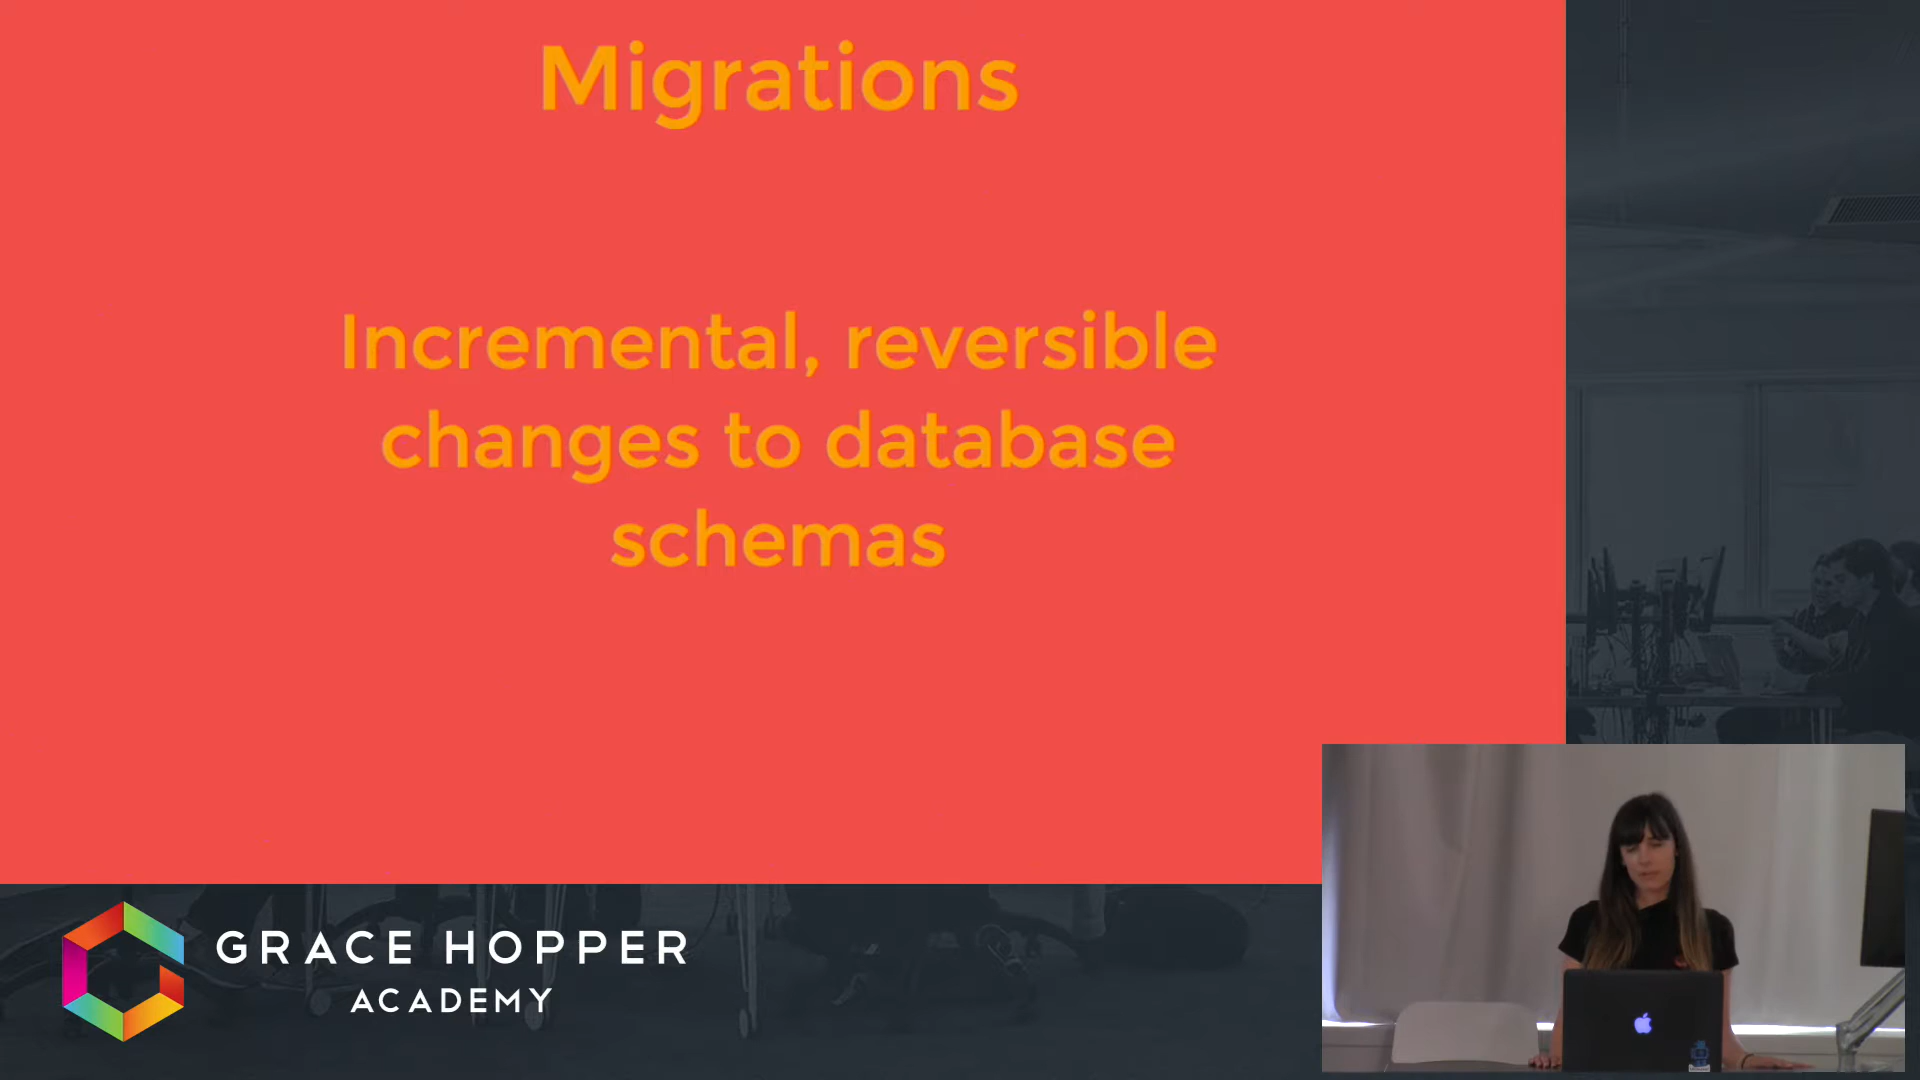 Migrations
Incremental, reversible
changes to database
schemas
GRACE HOPPER
ACADEMY